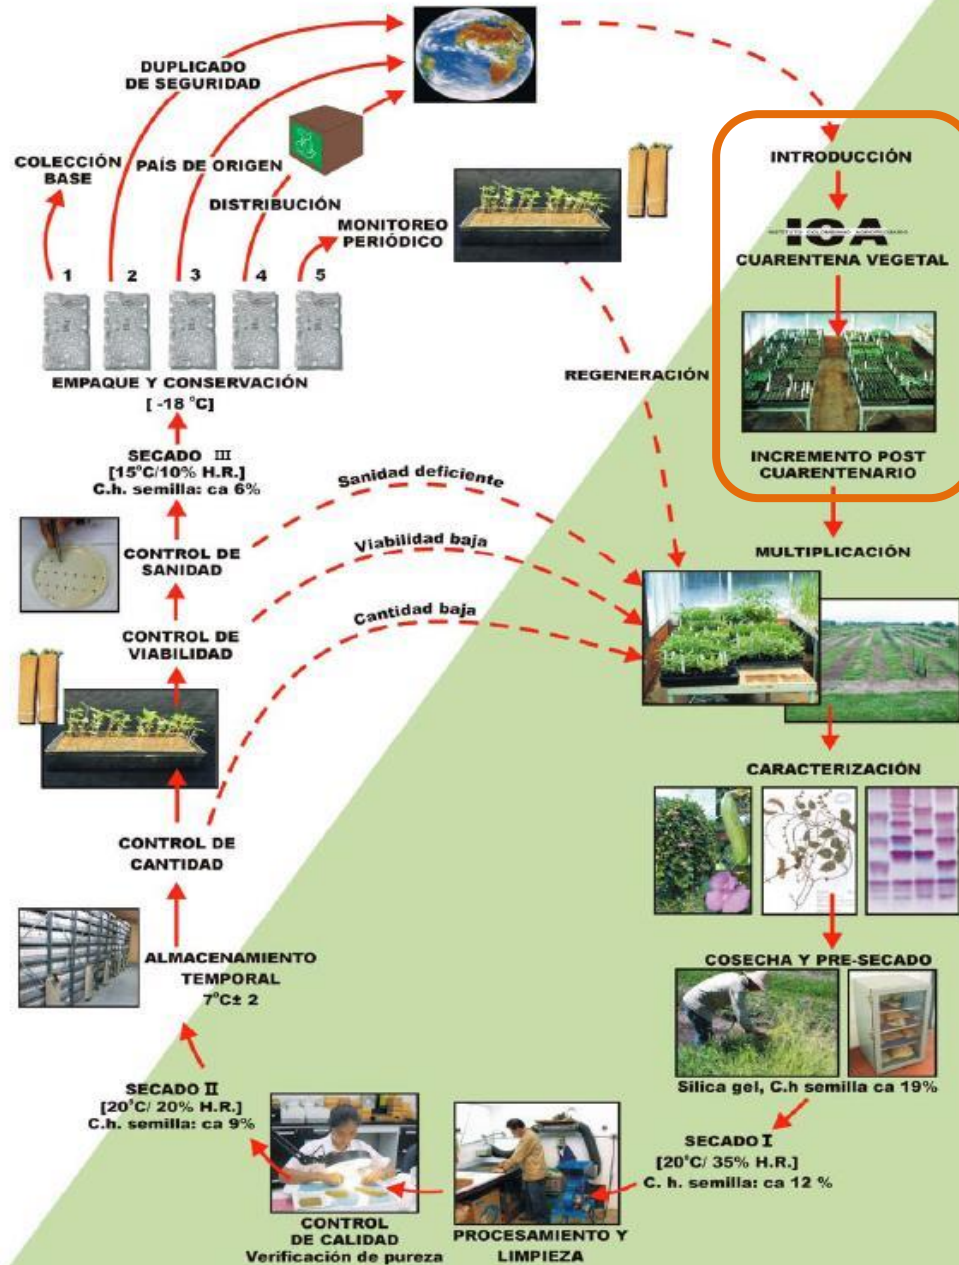 DUPLICADO
DE SEGURIDAD
COLECCIÓN
BASE
PAÍS DE ORIGEN
DISTRIBUCIÓN
MONITOREO
PERIÓDICO
1 2 3 4 5
EMPAQUE Y CONSERVACIÓN
[ -18 °C]
SECADO III
[15°C/10% H.R.]
C.h. semilla: ca 6%
CONTROL DE
SANIDAD
CONTROL DE
VIABILIDAD
CONTROL DE
CANTIDAD
ALMACENAMIENTO
TEMPORAL
7°C± 2
SECADO II
[20°C/ 20% H.R.]
C.h. semilla: ca 9%
CONTROL
DE CALIDAD
Verificación de pureza
PROCESAMIENTO Y
LIMPIEZA
SECADO I
[20°C/ 35% H.R.]
C. h. semilla: ca 12 %
Silica gel, C.h semilla ca 19%
COSECHA Y PRE-SECADO
CARACTERIZACIÓN
MULTIPLICACIÓN
Sanidad deficiente
Viabilidad baja
Cantidad baja
REGENERACIÓN
INTRODUCCIÓN
ICA
INSTITUTO COLOMBIANO AGROPECUARIO
CUARENTENA VEGETAL
INCREMENTO POST
CUARENTENARIO